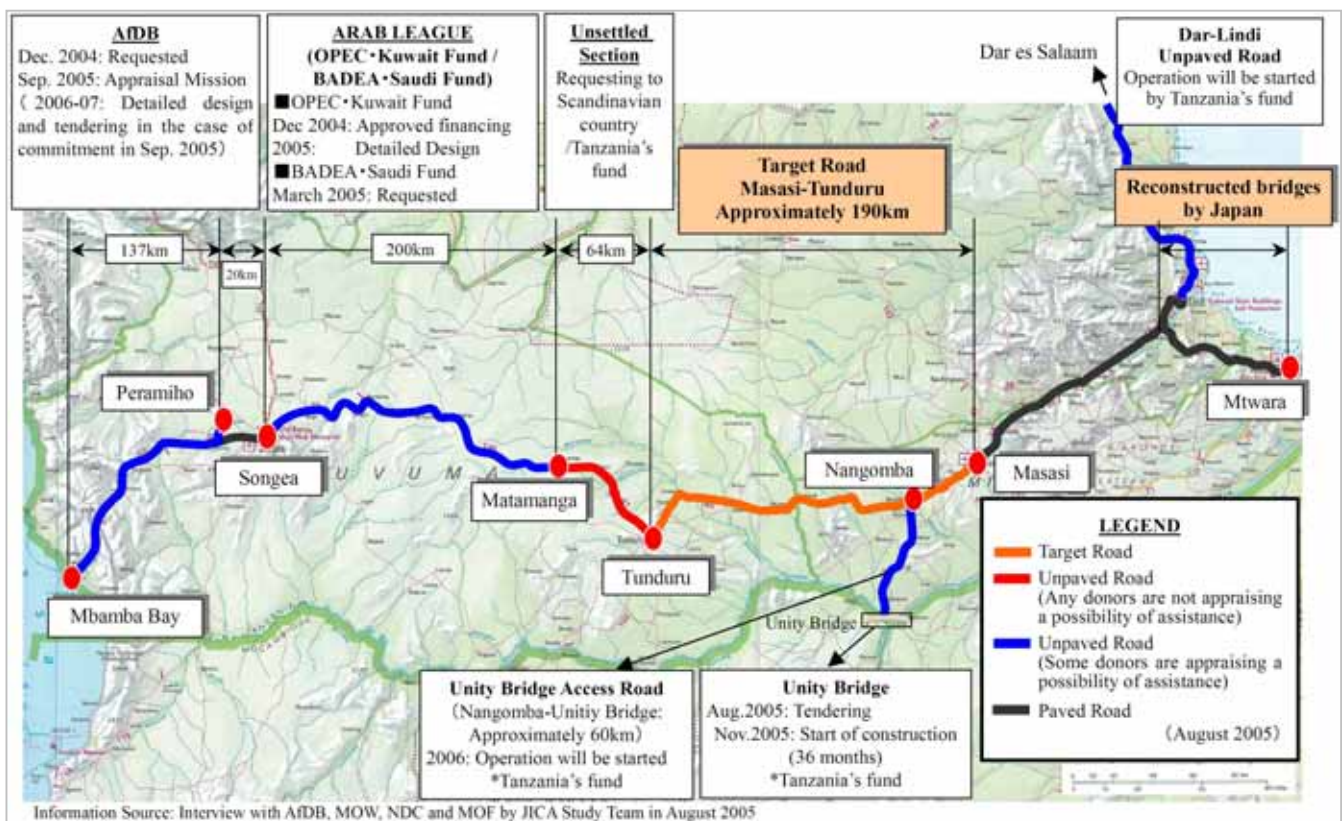 AfDB
Dec. 2004: Requested
Sep. 2005: Appraisal Mission
( 2006-07: Detailed design
and tendering in the case of
commitment in Sep. 2005)
ARAB LEAGUE
(OPEC・Kuwait Fund /
BADEA・Saudi Fund)
■OPEC・Kuwait Fund
Dec 2004: Approved financing
2005: Detailed Design
■BADEA・Saudi Fund
March 2005: Requested
Unsettled
Section
Requesting to
Scandinavian
country
/Tanzania's
fund
Dar es Salaam
Dar-Lindi
Unpaved Road
Operation will be started
by Tanzania's fund
Target Road
Masasi-Tunduru
Approximately 190km
Reconstructed bridges
by Japan
137km
20km
200km
64km
Peramiho
Songea
UVUMA
Matamanga
Nangomba
Masasi
Mtwara
Mbamba Bay
Tunduru
Unity Bridge
LEGEND
Target Road
Unpaved Road
(Any donors are not appraising
a possibility of assistance)
Unpaved Road
(Some donors are appraising a
possibility of assistance)
Paved Road
(August 2005)
Unity Bridge Access Road
(Nangomba-Unitiy Bridge:
Approximately 60km)
2006: Operation will be started
*Tanzania's fund
Unity Bridge
Aug.2005: Tendering
Nov.2005: Start of construction
(36 months)
*Tanzania's fund
Information Source: Interview with AfDB, MOW, NDC and MOF by JICA Study Team in August 2005